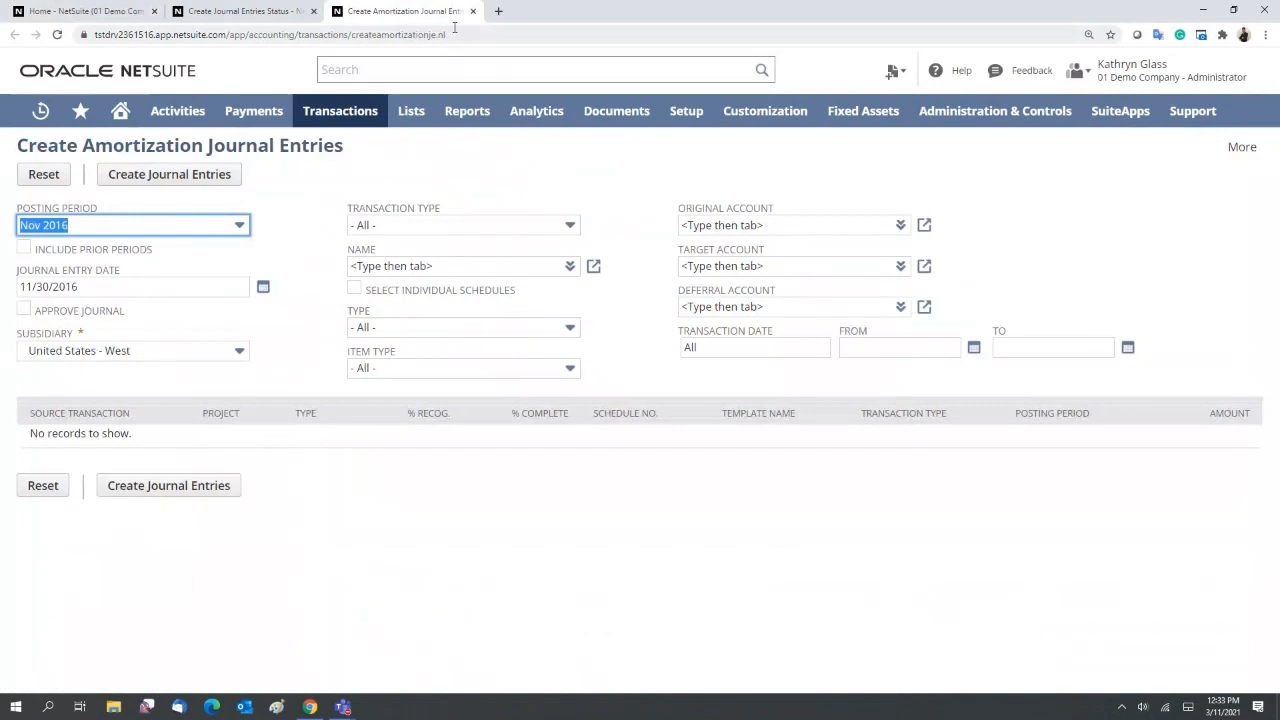 Home - NetSuite (01 Demo Com
Create Journal Entries Status - N
Create Amortization Journal Entr
tstdrv2361516.app.netsuite.com/app/accounting/transactions/createamortizationje.nl
ORACLE NETSUITE
Search
Help
Feedback
Kathryn Glass
01 Demo Company - Administrator
Activities Payments Transactions Lists Reports Analytics Documents Setup Customization Fixed Assets Administration & Controls SuiteApps Support
Create Amortization Journal Entries
More
Reset
Create Journal Entries
POSTING PERIOD
Nov 2016
INCLUDE PRIOR PERIODS
JOURNAL ENTRY DATE
11/30/2016
APPROVE JOURNAL
SUBSIDIARY *
United States - West
TRANSACTION TYPE
- All -
NAME
<Type then tab>
SELECT INDIVIDUAL SCHEDULES
TYPE
- All -
ITEM TYPE
- All -
ORIGINAL ACCOUNT
<Type then tab>
TARGET ACCOUNT
<Type then tab>
DEFERRAL ACCOUNT
<Type then tab>
TRANSACTION DATE FROM TO
All
SOURCE TRANSACTION PROJECT TYPE % RECOG. % COMPLETE SCHEDULE NO. TEMPLATE NAME TRANSACTION TYPE POSTING PERIOD AMOUNT
No records to show.
Reset
Create Journal Entries
12:33 PM
3/11/2021